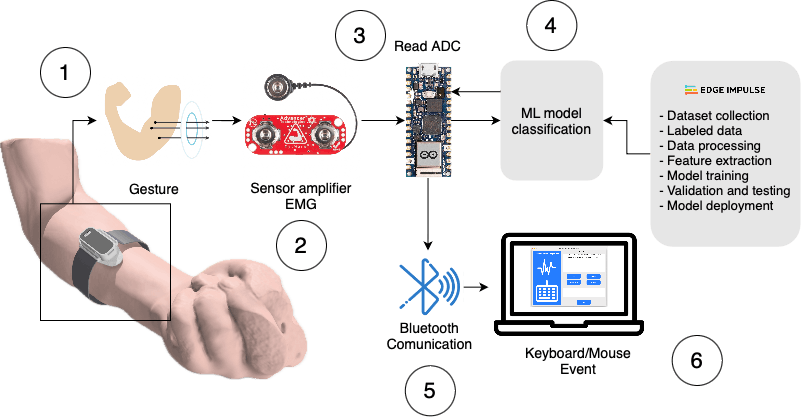 1
Gesture
Sensor amplifier
EMG
2
3
Read ADC
4
ML model
classification
EDGE IMPULSE
- Dataset collection
- Labeled data
- Data processing
- Feature extraction
- Model training
- Validation and testing
- Model deployment
Bluetooth
Comunication
5
Keyboard/Mouse
Event
6